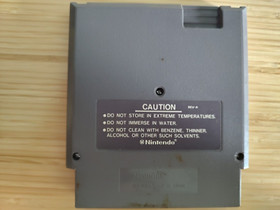 CAUTION
REV-A
●DO NOT STORE IN EXTREME TEMPERATURES.
●DO NOT IMMERSE IN WATER.
●DO NOT CLEAN WITH BENZENE, THINNER,
ALCOHOL OR OTHER SUCH SOLVENTS.
Nintendo